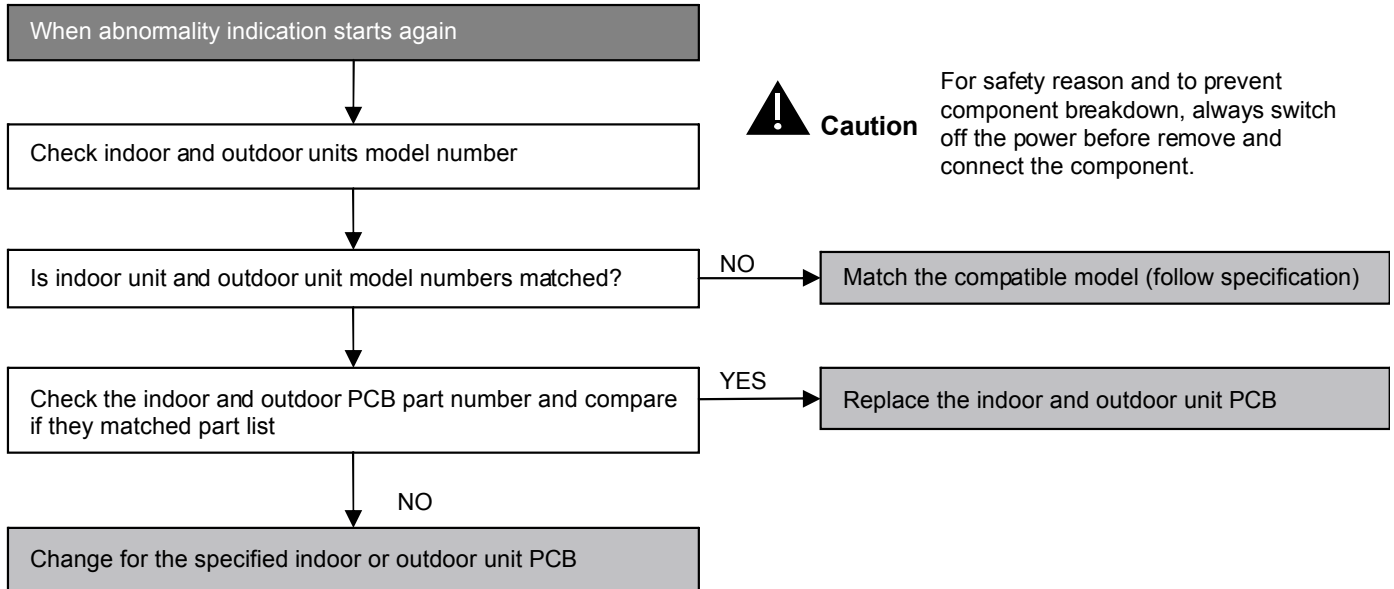 When abnormality indication starts again
For safety reason and to prevent
component breakdown, always switch
off the power before remove and
connect the component.
Caution
Check indoor and outdoor units model number
Is indoor unit and outdoor unit model numbers matched?
NO
Match the compatible model (follow specification)
Check the indoor and outdoor PCB part number and compare
if they matched part list
YES
Replace the indoor and outdoor unit PCB
NO
Change for the specified indoor or outdoor unit PCB